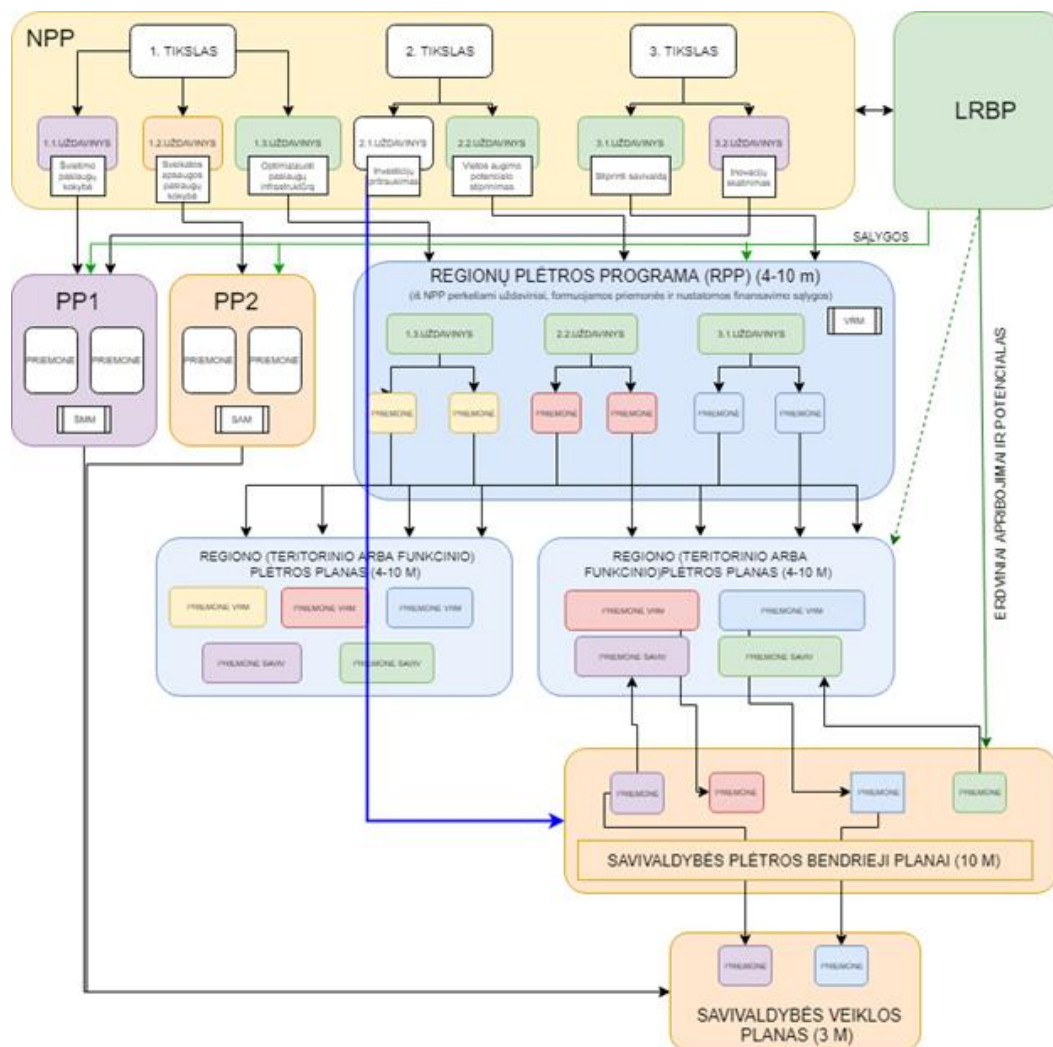 NPP
1. TIKSLAS
2. TIKSLAS
3. TIKSLAS
LRBP
1.1.UŽDAVINYS
1.2.UŽDAVINYS
1.3.UŽDAVINYS
2.1.UŽDAVINYS
2.2.UŽDAVINYS
3.1.UŽDAVINYS
3.2.UŽDAVINYS
Švietimo
paslaugų
kokybė
Sveikatos
apsaugos
paslaugų
kokybė
Optimizuoti
paslaugų
infrastruktūrą
Investicijų
pritraukimas
Vietos augimo
potencialo
stiprinimas
Stiprinti savivaldą
Inovacijų
skatinimas
SĄLYGOS
PP1
PRIEMONĖ
PRIEMONĖ
ŠMM
PP2
PRIEMONĖ
PRIEMONĖ
SAM
REGIONŲ PLĖTROS PROGRAMA (RPP) (4-10 m)
(iš NPP perkeliami uždaviniai, formuojamos priemonės ir nustatomos finansavimo sąlygos)
VRM
1.3.UŽDAVINYS
2.2.UŽDAVINYS
3.1.UŽDAVINYS
PRIEMONĖ
PRIEMONĖ
PRIEMONĖ
PRIEMONĖ
PRIEMONĖ
PRIEMONĖ
ERDVINIAI APRIBOJIMAI IR POTENCIALAS
REGIONO (TERITORINIO ARBA FUNKCINIO)
PLĖTROS PLANAS (4-10 M)
PRIEMONĖ VRM
PRIEMONĖ VRM
PRIEMONĖ VRM
PRIEMONĖ SAVIV
PRIEMONĖ SAVIV
REGIONO (TERITORINIO ARBA
FUNKCINIO)PLĖTROS PLANAS (4-10 M)
PRIEMONĖ VRM
PRIEMONĖ VRM
PRIEMONĖ SAVIV
PRIEMONĖ SAVIV
PRIEMONĖ
PRIEMONĖ
PRIEMONĖ
PRIEMONĖ
SAVIVALDYBĖS PLĖTROS BENDRIEJI PLANAI (10 M)
PRIEMONĖ
PRIEMONĖ
SAVIVALDYBĖS VEIKLOS
PLANAS (3 M)